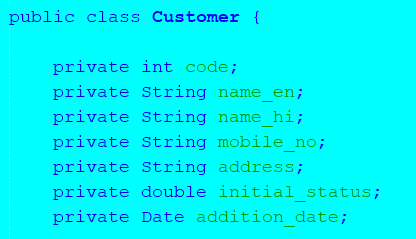 public class Customer {
private int code;
private String name_en;
private String name_hi;
private String mobile_no;
private String address;
private double initial_status;
private Date addition_date;